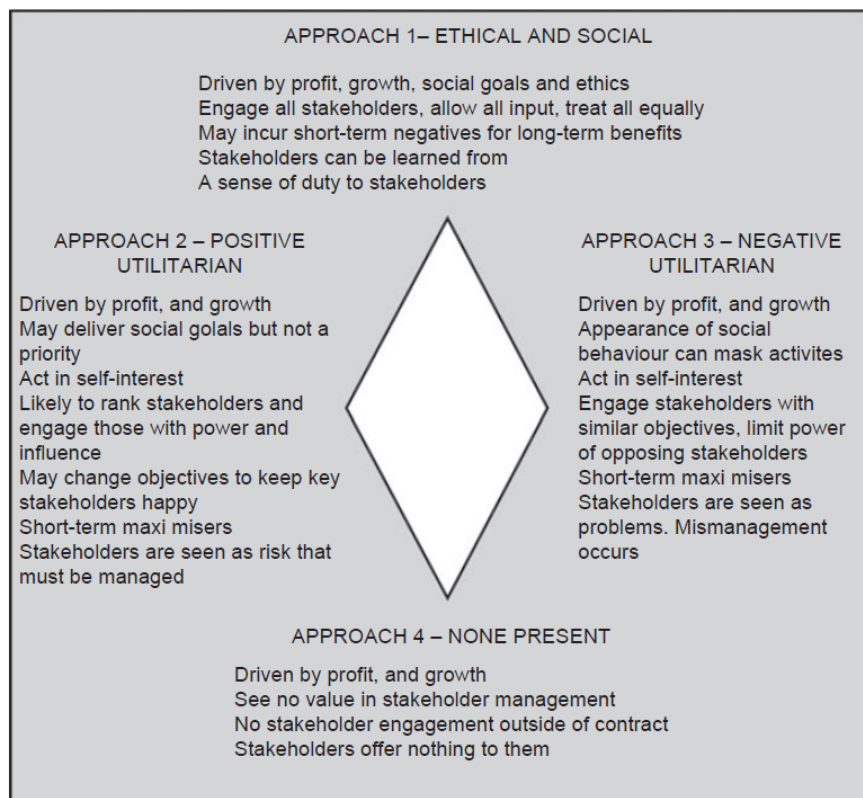 APPROACH 1– ETHICAL AND SOCIAL
Driven by profit, growth, social goals and ethics
Engage all stakeholders, allow all input, treat all equally
May incur short-term negatives for long-term benefits
Stakeholders can be learned from
A sense of duty to stakeholders
APPROACH 2 – POSITIVE
UTILITARIAN
Driven by profit, and growth
May deliver social golals but not a
priority
Act in self-interest
Likely to rank stakeholders and
engage those with power and
influence
May change objectives to keep key
stakeholders happy
Short-term maxi misers
Stakeholders are seen as risk that
must be managed
APPROACH 3 – NEGATIVE
UTILITARIAN
Driven by profit, and growth
Appearance of social
behaviour can mask activites
Act in self-interest
Engage stakeholders with
similar objectives, limit power
of opposing stakeholders
Short-term maxi misers
Stakeholders are seen as
problems. Mismanagement
occurs
APPROACH 4 – NONE PRESENT
Driven by profit, and growth
See no value in stakeholder management
No stakeholder engagement outside of contract
Stakeholders offer nothing to them